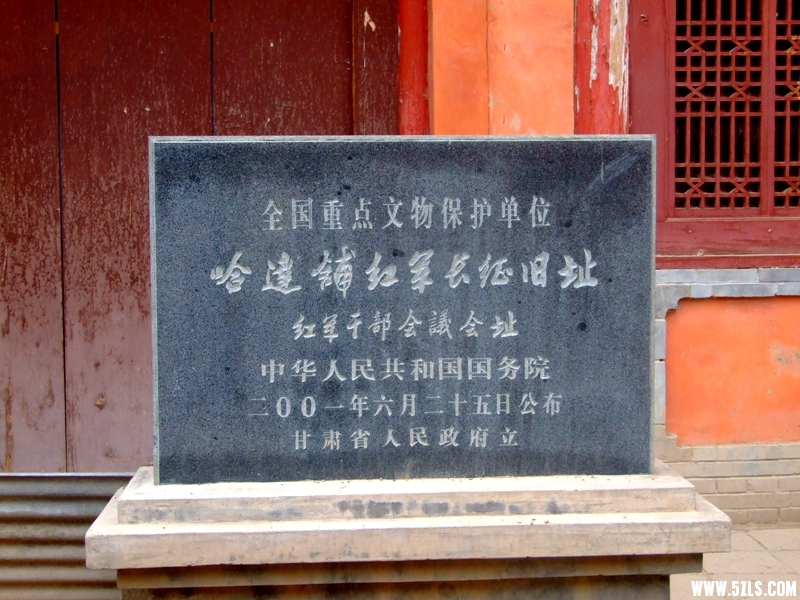 全国重点文物保护单位
哈达铺红军长征旧址
红军干部会議会址
中华人民共和国国务院
二00一年六月二十五日公布
甘肃省人民政府立
WWW.5ZLS.COM